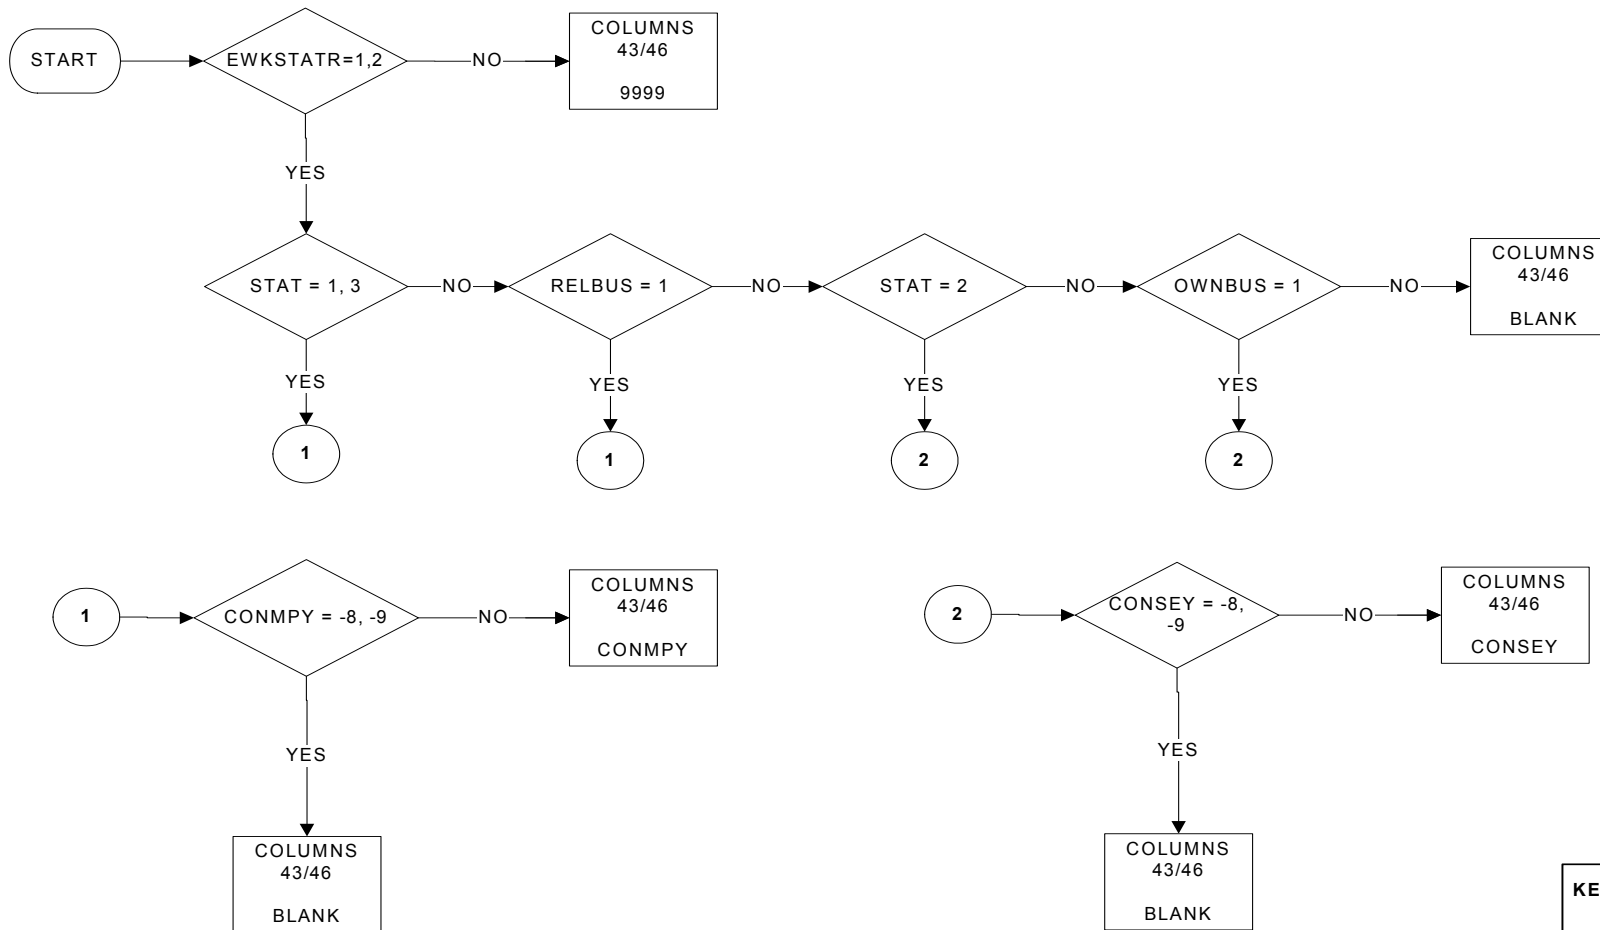 START
EWKSTATR=1,2
NO
COLUMNS
43/46
9999
YES
STAT = 1, 3
NO
RELBUS = 1
NO
STAT = 2
NO
OWNBUS = 1
NO
COLUMNS
43/46
BLANK
YES
YES
YES
YES
1
1
2
2
1
CONMPY = -8, -9
NO
COLUMNS
43/46
CONMPY
YES
COLUMNS
43/46
BLANK
2
CONSEY = -8,
-9
NO
COLUMNS
43/46
CONSEY
YES
COLUMNS
43/46
BLANK